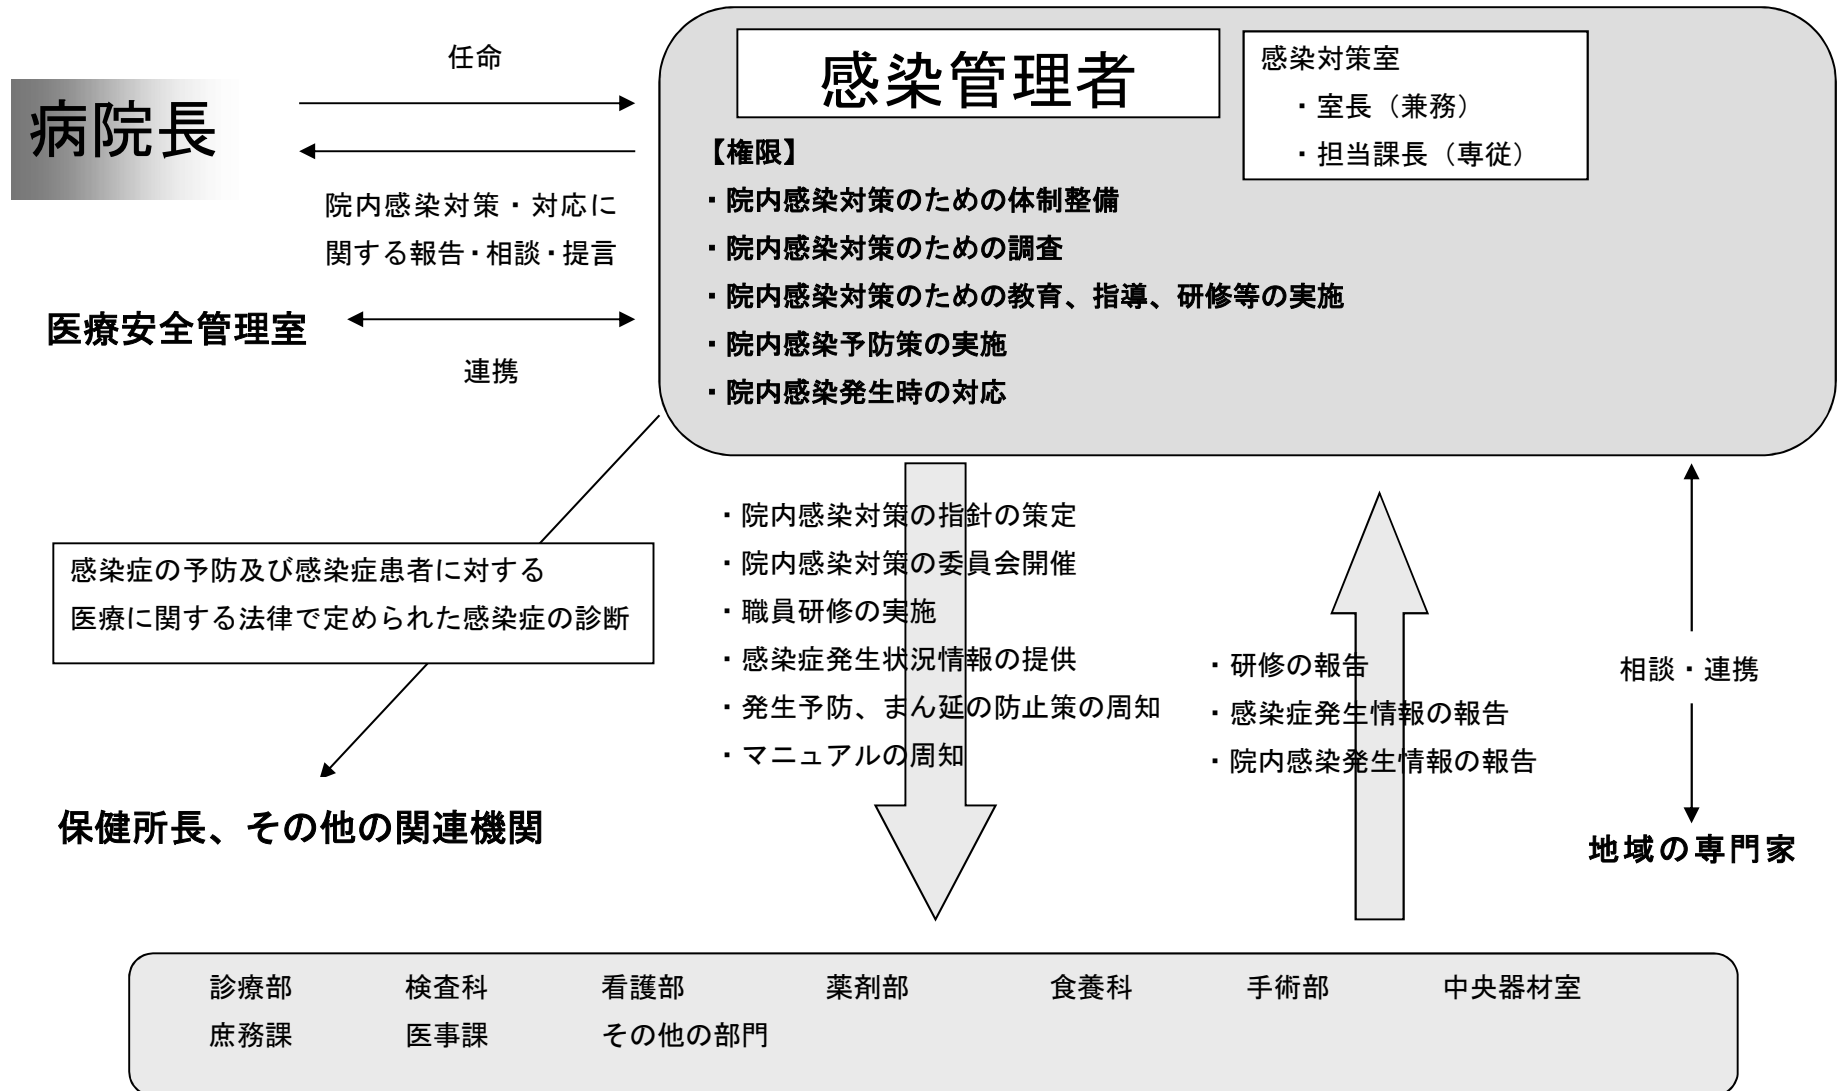 任命
病院長
院内感染対策・対応に
関する報告・相談・提言
医療安全管理室
連携
感染管理者
感染対策室
・室長（兼務）
・担当課長（専従）
【権限】
・院内感染対策のための体制整備
・院内感染対策のための調査
・院内感染対策のための教育、指導、研修等の実施
・院内感染予防策の実施
・院内感染発生時の対応
感染症の予防及び感染症患者に対する
医療に関する法律で定められた感染症の診断
保健所長、その他の関連機関
・院内感染対策の指針の策定
・院内感染対策の委員会開催
・職員研修の実施
・感染症発生状況情報の提供
・発生予防、まん延の防止策の周知
・マニュアルの周知
・研修の報告
・感染症発生情報の報告
・院内感染発生情報の報告
相談・連携
地域の専門家
診療部 検査科 看護部 薬剤部 食養科 手術部 中央器材室
庶務課 医事課 その他の部門